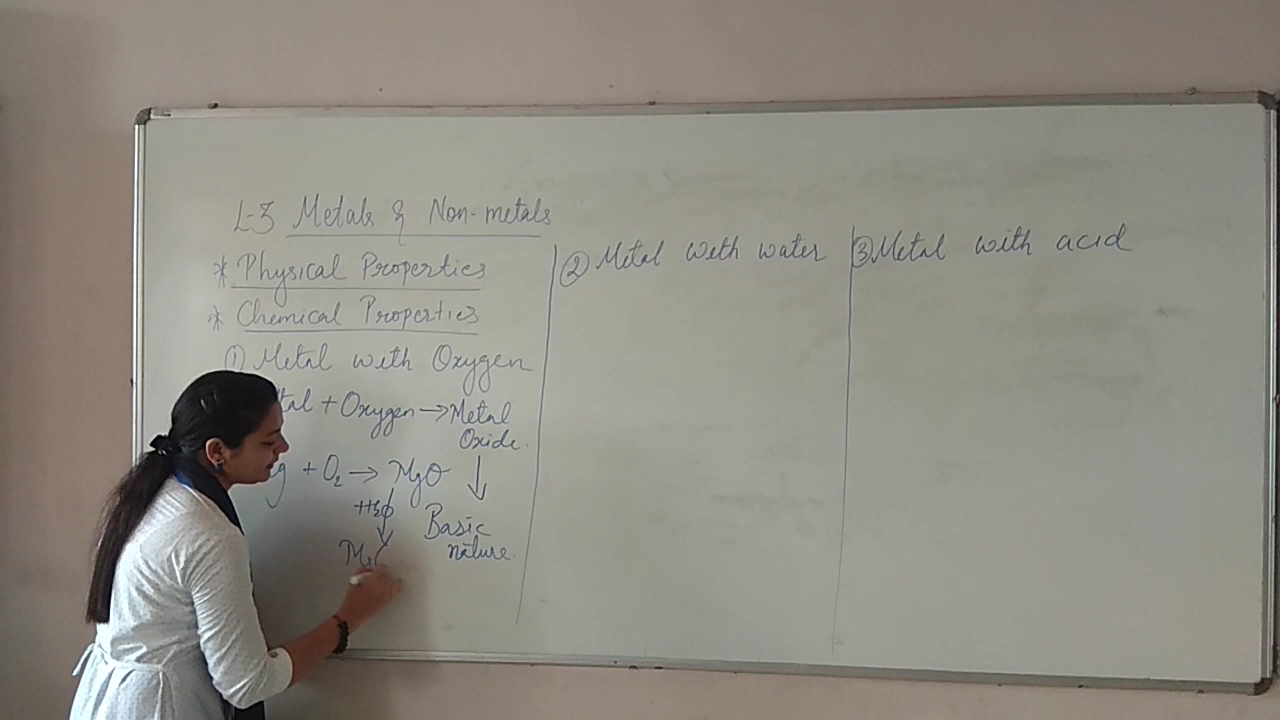 L-3 Metals & Non-metals
* Physical Properties
* Chemical Properties
① Metal with Oxygen
tal + Oxygen → Metal
Oxide.
g + O₂ → MgO ↓
+H₂O ↓ Basic
nature.
Mg(
② Metal with water
③ Metal with acid